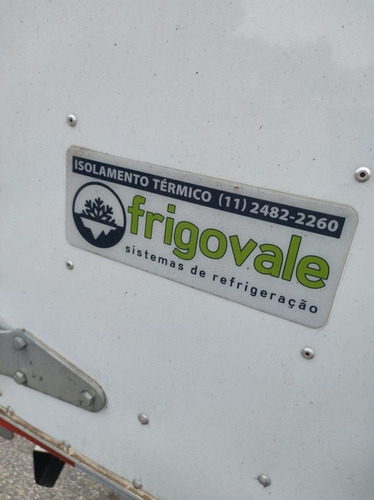 ISOLAMENTO TÉRMICO (11) 2482-2260
frigovale
sistemas de refrigeração